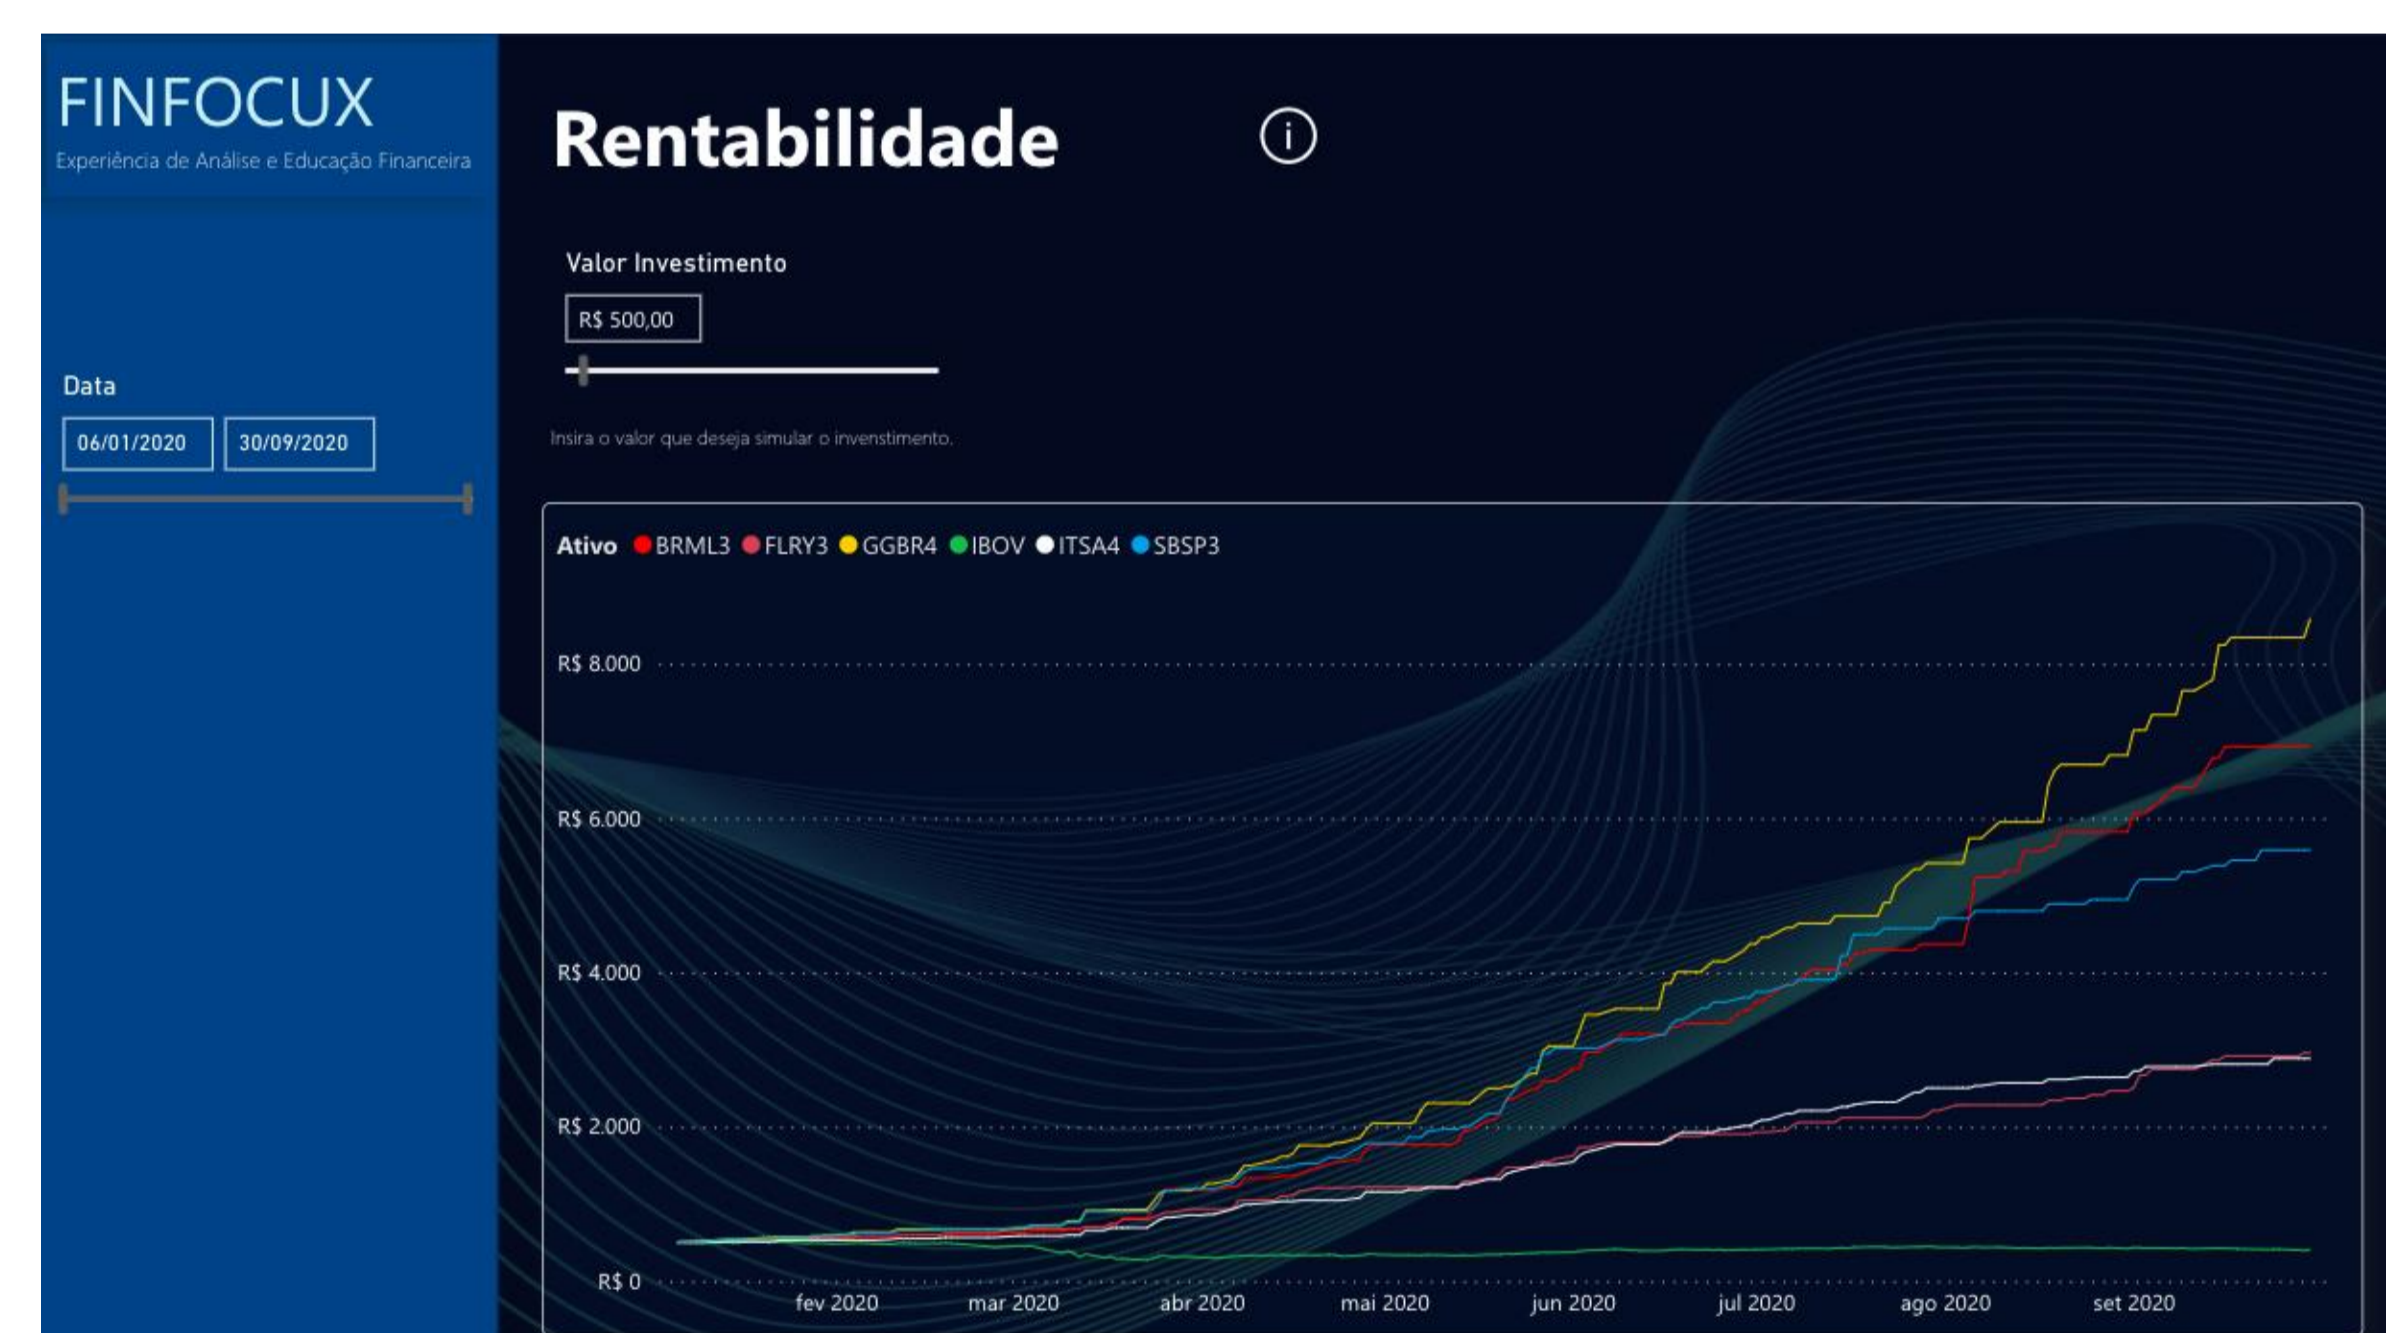 FINFOCUX
Experiência de Análise e Educação Financeira
Data
06/01/2020 30/09/2020
Rentabilidade
i
Valor Investimento
R$ 500,00
Insira o valor que deseja simular o invenstimento.
Ativo BRML3 FLRY3 GGBR4 IBOV ITSA4 SBSP3
R$ 8.000
R$ 6.000
R$ 4.000
R$ 2.000
R$ 0
fev 2020 mar 2020 abr 2020 mai 2020 jun 2020 jul 2020 ago 2020 set 2020